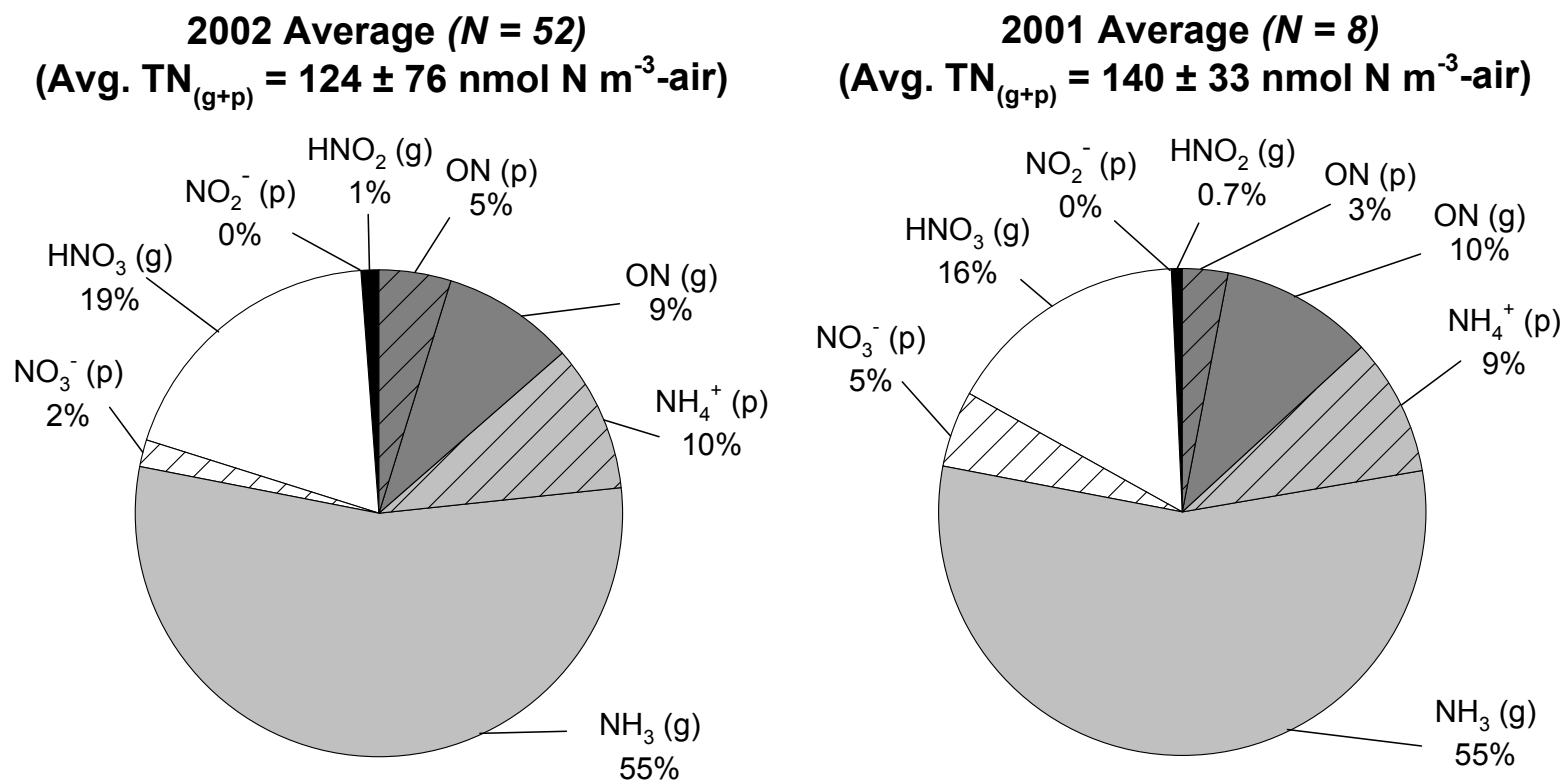 2002 Average (N = 52)
(Avg. TN(g+p) = 124 ± 76 nmol N m-3-air)
HNO2 (g)
1%
ON (p)
5%
NO2- (p)
0%
HNO3 (g)
19%
ON (g)
9%
NO3- (p)
2%
NH4+ (p)
10%
NH3 (g)
55%
2001 Average (N = 8)
(Avg. TN(g+p) = 140 ± 33 nmol N m-3-air)
HNO2 (g)
0.7%
NO2- (p)
0%
ON (p)
3%
HNO3 (g)
16%
ON (g)
10%
NO3- (p)
5%
NH4+ (p)
9%
NH3 (g)
55%